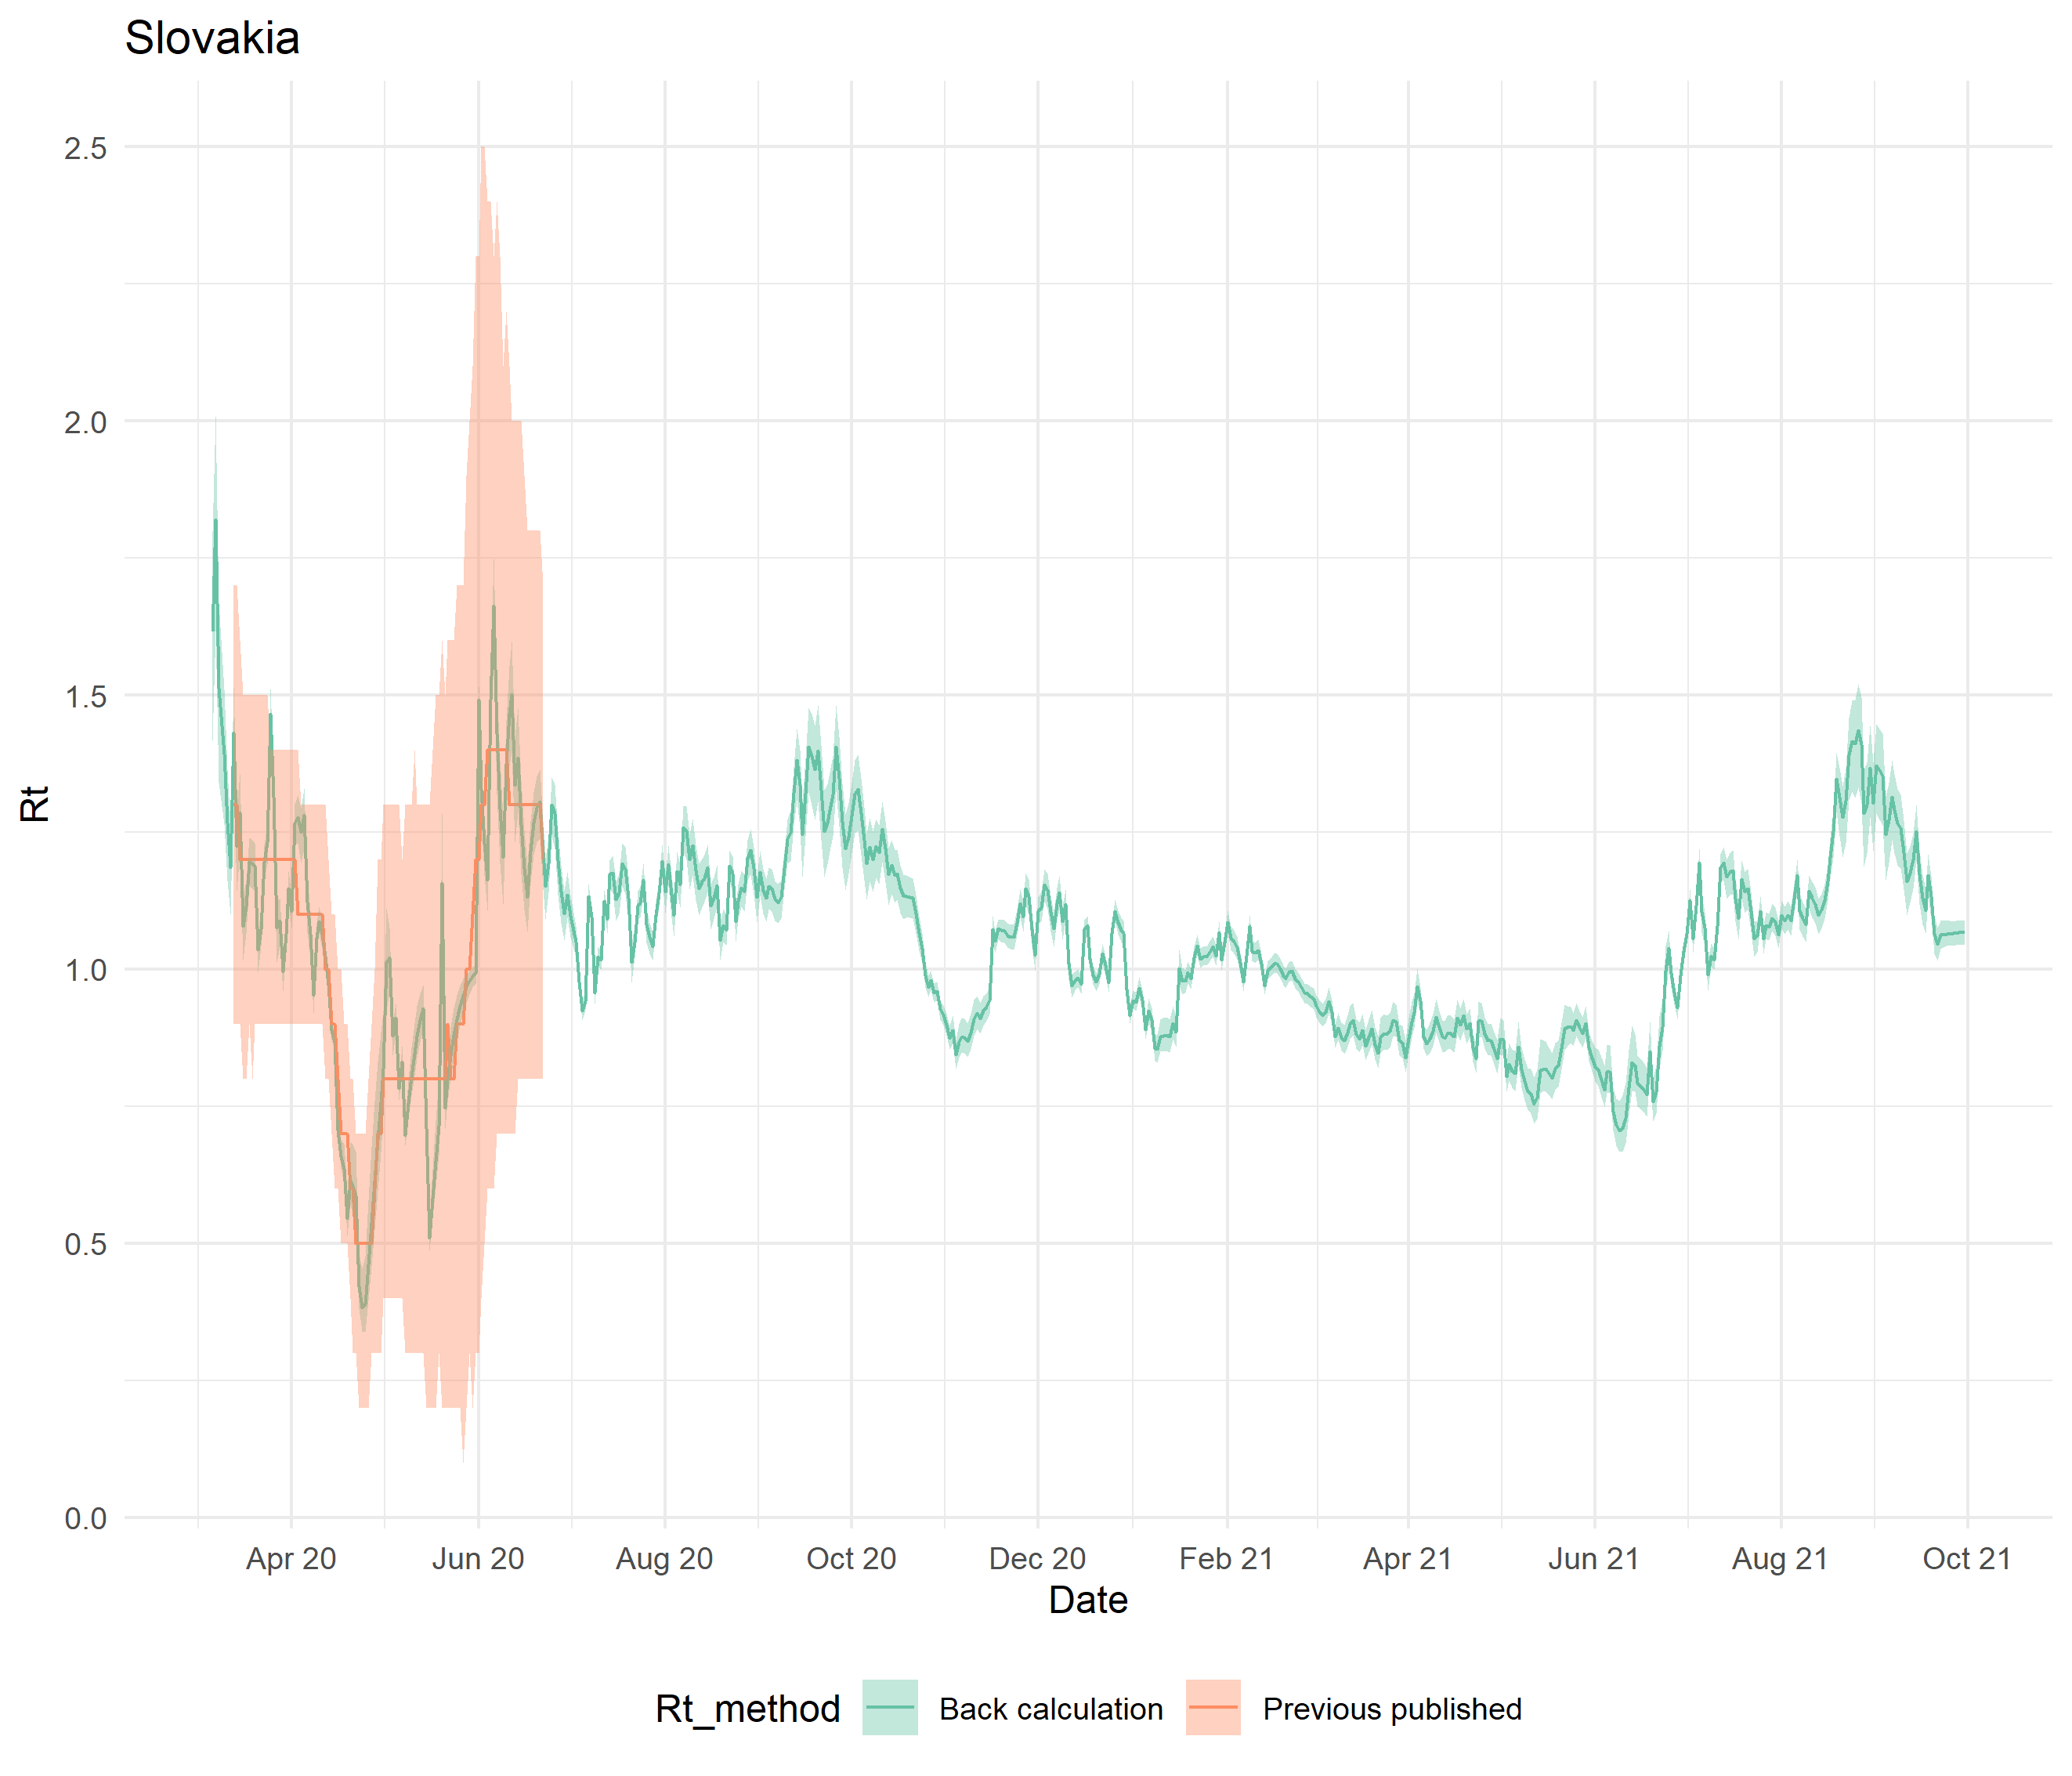 Slovakia
2.5
2.0
1.5
1.0
0.5
0.0
Rt
Apr 20 Jun 20 Aug 20 Oct 20 Dec 20 Feb 21 Apr 21 Jun 21 Aug 21 Oct 21
Date
Rt_method Back calculation Previous published